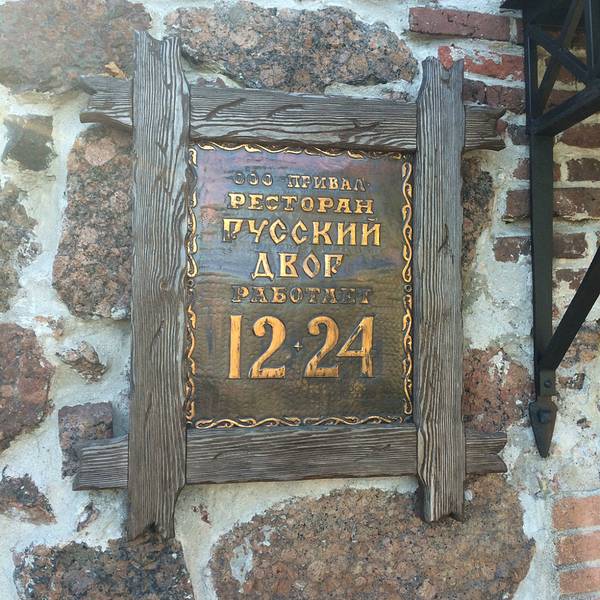 ООО "ПРИВАЛ"
РЕСТОРАН
РУССКИЙ
ДВОР
РАБОТАЕТ
12-24